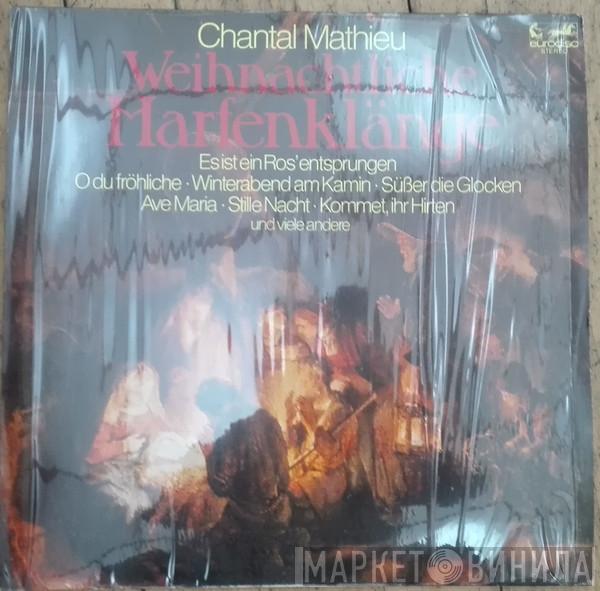 Chantal Mathieu
eurodisc
STEREO
Weihnachtliche
Harfenklänge
Es ist ein Ros' entsprungen
O du fröhliche · Winterabend am Kamin · Süßer die Glocken
Ave Maria · Stille Nacht · Kommet, ihr Hirten
und viele andere
МАРКЕТ ВИНИЛА